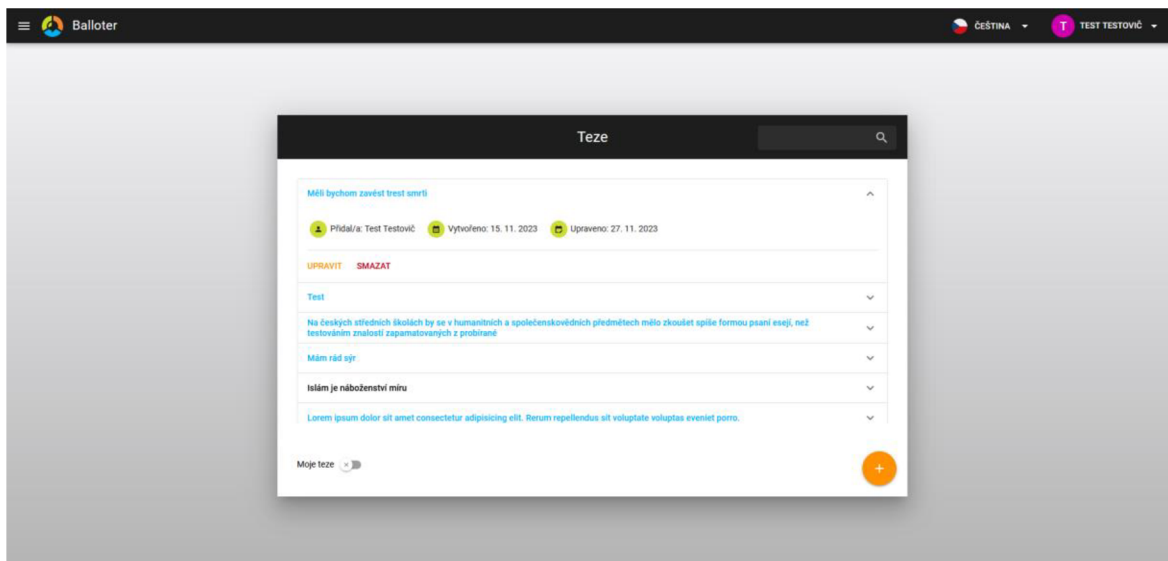 Balloter
ČEŠTINA
T
TEST TESTOVIČ
Teze
Měli bychom zavést trest smrti
Přidal/a: Test Testovič Vytvořeno: 15. 11. 2023 Upraveno: 27. 11. 2023
UPRAVIT SMAZAT
Test
Na českých středních školách by se v humanitních a společenskovědních předmětech mělo zkoušet spíše formou psaní esejí, než
testováním znalostí zapamatovaných z probírané
Mám rád sýr
Islám je náboženství míru
Lorem ipsum dolor sit amet consectetur adipisicing elit. Rerum repellendus sit voluptate voluptas eveniet porro.
Moje teze